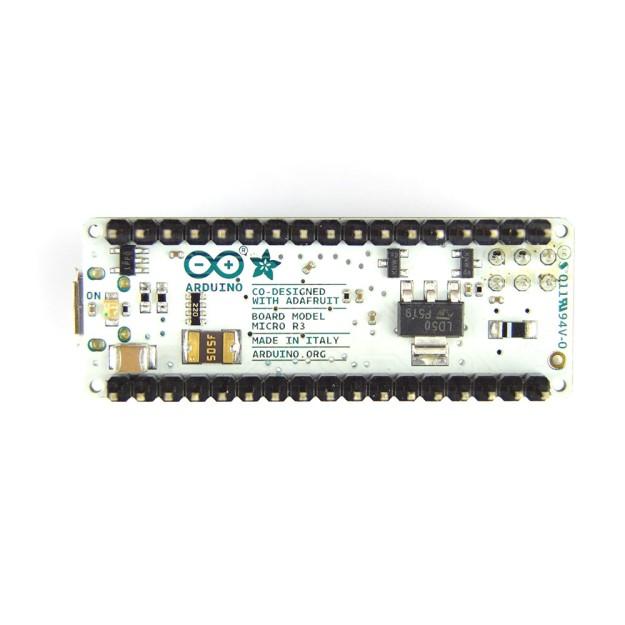 ON
ARDUINO
®
CO-DESIGNED
WITH ADAFRUIT
BOARD MODEL
MICRO R3
MADE IN ITALY
ARDUINO.ORG
220
505F
LD50
94V-0